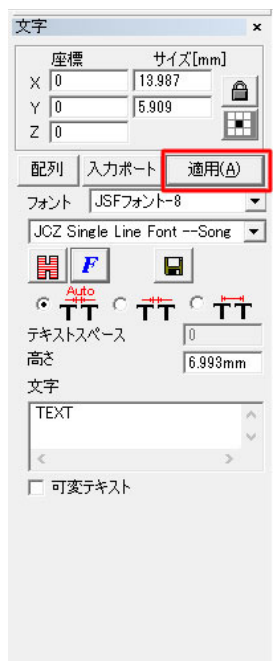 文字 ×
座標 サイズ[mm]
X 0 13.987
Y 0 5.909
Z 0
配列 入力ポート 適用(A)
フォント JSFフォント-8
JCZ Single Line Font --Song
F
Auto
TT TT TT
テキストスペース 0
高さ 6.993mm
文字
TEXT
可変テキスト